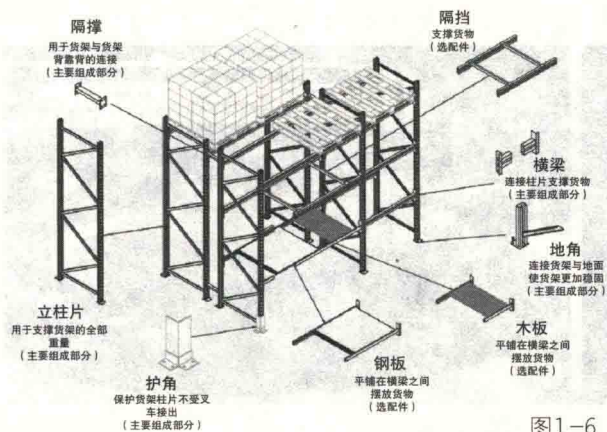 隔撑
用于货架与货架
背靠背的连接
（主要组成部分）
隔挡
支撑货物
（选配件）
横梁
连接柱片支撑货物
（主要组成部分）
地角
连接货架与地面
使货架更加稳固
（主要组成部分）
立柱片
用于支撑货架的全部
重量
（主要组成部分）
护角
保护货架柱片不受叉
车接出
（主要组成部分）
钢板
平铺在横梁之间
摆放货物
（选配件）
木板
平铺在横梁之间
摆放货物
（选配件）
图1-6